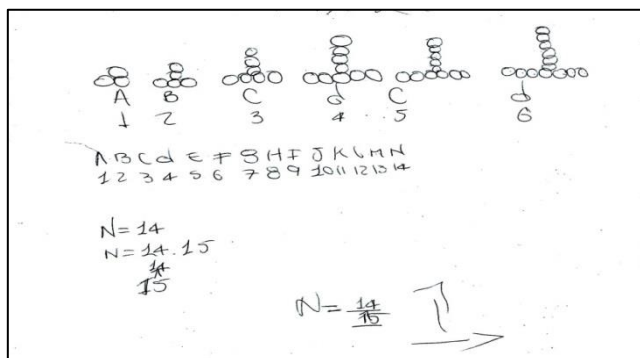 A B C d C d
1 2 3 4 . . 5 6
A B C d E F G H I J K L M N
1 2 3 4 5 6 7 8 9 10 11 12 13 14
N = 14
N = 14 . 15
14
15
N = 14
15